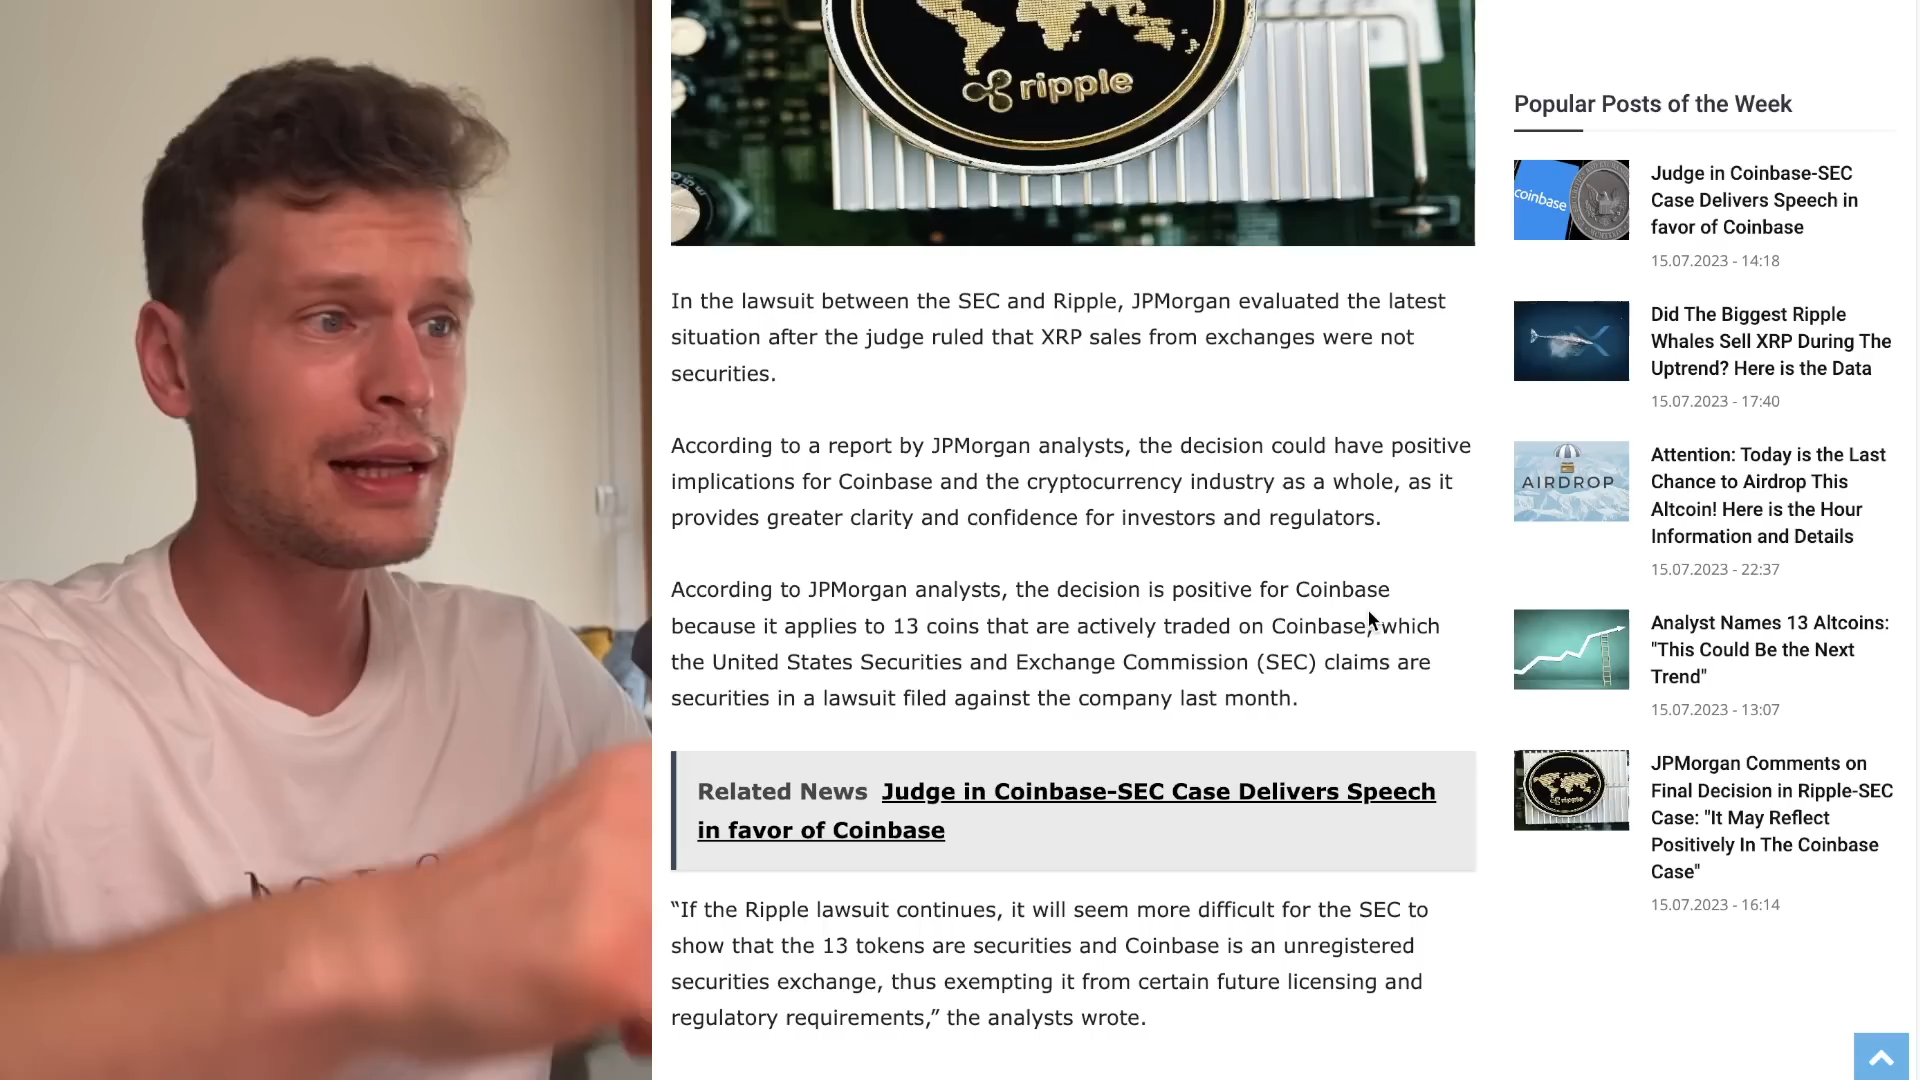 ripple
In the lawsuit between the SEC and Ripple, JPMorgan evaluated the latest
situation after the judge ruled that XRP sales from exchanges were not
securities.
According to a report by JPMorgan analysts, the decision could have positive
implications for Coinbase and the cryptocurrency industry as a whole, as it
provides greater clarity and confidence for investors and regulators.
According to JPMorgan analysts, the decision is positive for Coinbase
because it applies to 13 coins that are actively traded on Coinbase, which
the United States Securities and Exchange Commission (SEC) claims are
securities in a lawsuit filed against the company last month.
Related News Judge in Coinbase-SEC Case Delivers Speech
in favor of Coinbase
“If the Ripple lawsuit continues, it will seem more difficult for the SEC to
show that the 13 tokens are securities and Coinbase is an unregistered
securities exchange, thus exempting it from certain future licensing and
regulatory requirements,” the analysts wrote.
Popular Posts of the Week
coinbase
Judge in Coinbase-SEC
Case Delivers Speech in
favor of Coinbase
15.07.2023 - 14:18
Did The Biggest Ripple
Whales Sell XRP During The
Uptrend? Here is the Data
15.07.2023 - 17:40
AIRDROP
Attention: Today is the Last
Chance to Airdrop This
Altcoin! Here is the Hour
Information and Details
15.07.2023 - 22:37
Analyst Names 13 Altcoins:
"This Could Be the Next
Trend"
15.07.2023 - 13:07
ripple
JPMorgan Comments on
Final Decision in Ripple-SEC
Case: "It May Reflect
Positively In The Coinbase
Case"
15.07.2023 - 16:14